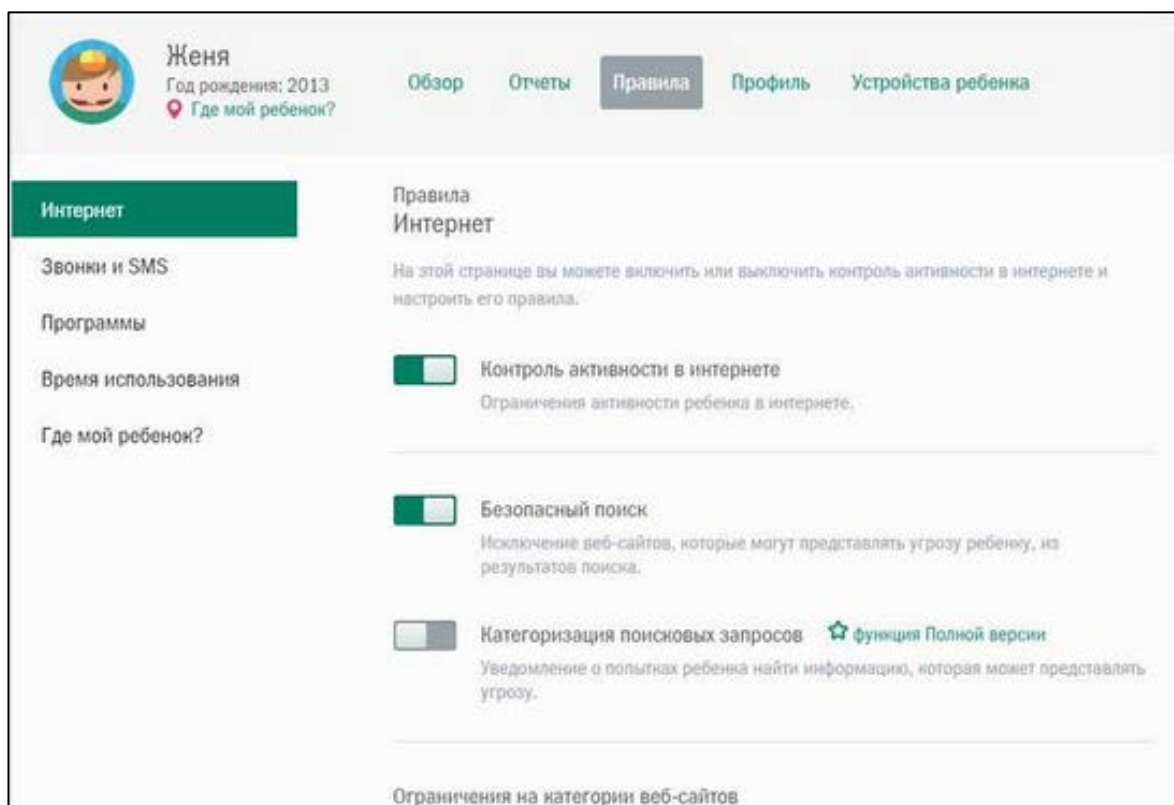 Женя
Год рождения: 2013
Где мой ребенок?
Обзор
Отчеты
Правила
Профиль
Устройства ребенка
Интернет
Звонки и SMS
Программы
Время использования
Где мой ребенок?
Правила
Интернет
На этой странице вы можете включить или выключить контроль активности в интернете и
настроить его правила.
Контроль активности в интернете
Ограничения активности ребенка в интернете.
Безопасный поиск
Исключение веб-сайтов, которые могут представлять угрозу ребенку, из
результатов поиска.
Категоризация поисковых запросов
функция Полной версии
Уведомление о попытках ребенка найти информацию, которая может представлять
угрозу.
Ограничения на категории веб-сайтов